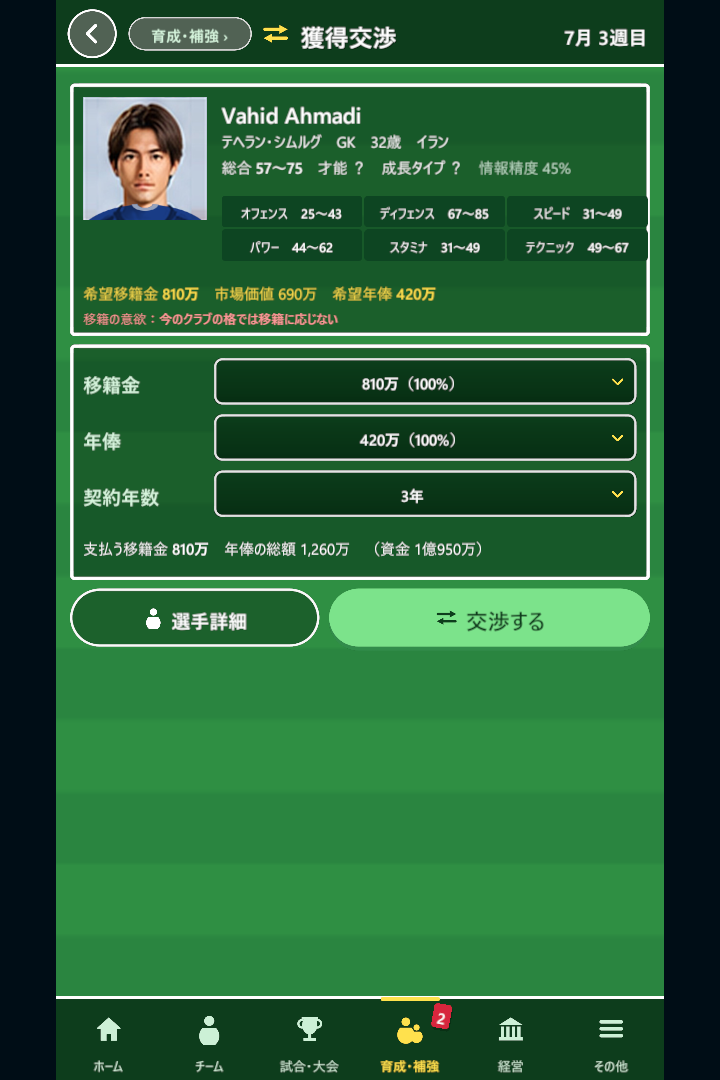 育成・補強 › 獲得交渉 7月 3週目
Vahid Ahmadi
テヘラン・シムルグ GK 32歳 イラン
総合 57～75 才能 ？ 成長タイプ ？ 情報精度 45%
オフェンス 25～43 ディフェンス 67～85 スピード 31～49
パワー 44～62 スタミナ 31～49 テクニック 49～67
希望移籍金 810万 市場価値 690万 希望年俸 420万
移籍の意欲：今のクラブの格では移籍に応じない
移籍金 810万（100%）
年俸 420万（100%）
契約年数 3年
支払う移籍金 810万 年俸の総額 1,260万 （資金 1億950万）
選手詳細 交渉する
2
ホーム チーム 試合・大会 育成・補強 経営 その他